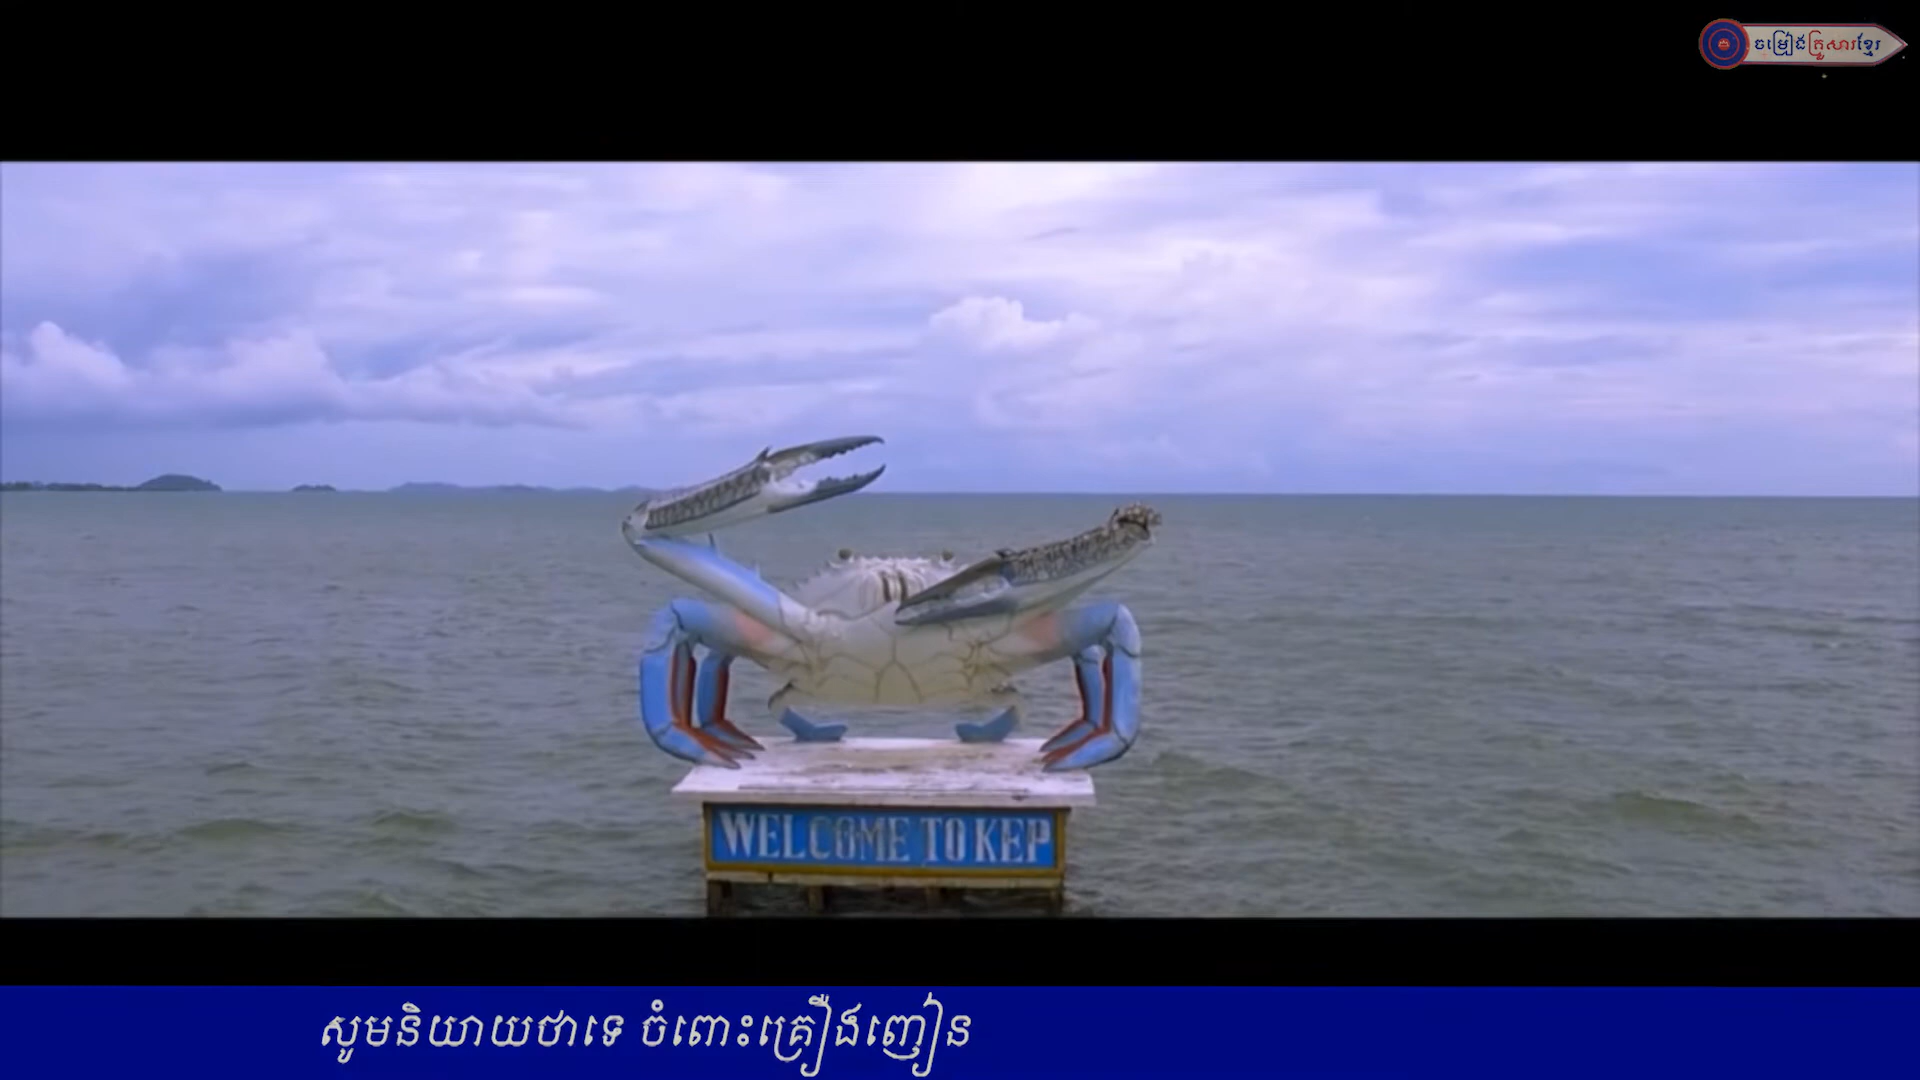 ចម្រៀងគ្រួសារខ្មែរ
WELCOME TO KEP
សូមនិយាយថាទេ ចំពោះគ្រឿងញៀន